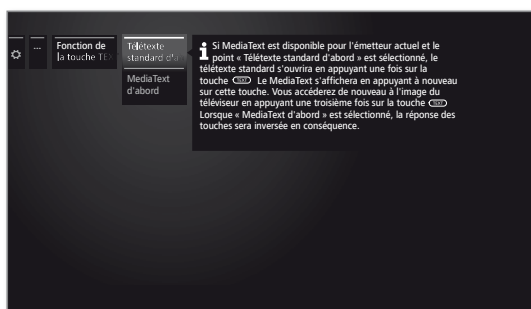 ...
Fonction de
la touche TEX
Télétexte
standard d'a
MediaText
d'abord
Si MediaText est disponible pour l'émetteur actuel et le
point « Télétexte standard d'abord » est sélectionné, le
télétexte standard s'ouvrira en appuyant une fois sur la
touche TEXT Le MediaText s'affichera en appuyant à nouveau
sur cette touche. Vous accéderez de nouveau à l'image du
téléviseur en appuyant une troisième fois sur la touche TEXT
Lorsque « MediaText d'abord » est sélectionné, la réponse des
touches sera inversée en conséquence.